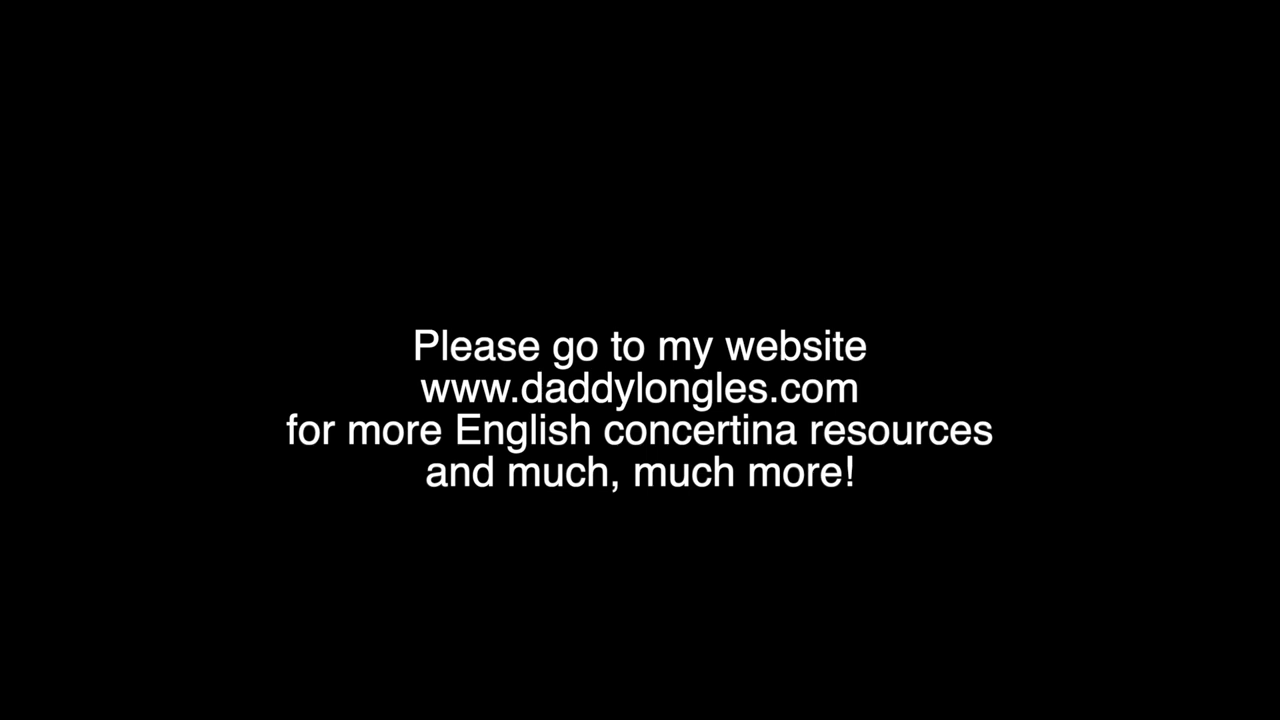 Please go to my website
www.daddylongles.com
for more English concertina resources
and much, much more!